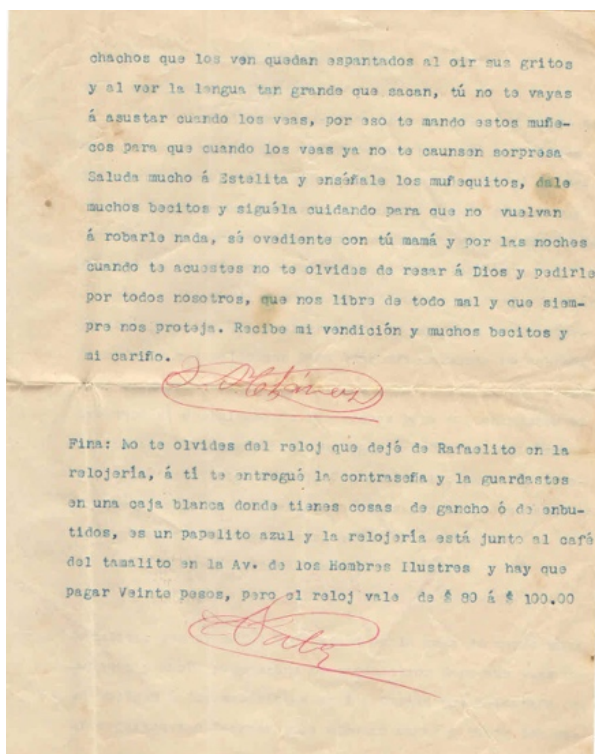 chachos que los ven quedan espantados al oir sus gritos
y al ver la lengua tan grande que sacan, tú no te vayas
á asustar cuando los veas, por eso te mando estos muñe-
cos para que cuando los veas ya no te caunsen sorpresa
Saluda mucho á Estelita y enséñale los muñequitos, dale
muchos becitos y siguéla cuidando para que no vuelvan
á robarle nada, sé ovediente con tú mamá y por las noches
cuando te acuestes no te olvides de resar á Dios y pedirle
por todos nosotros, que nos libre de todo mal y que siem-
pre nos proteja. Recibe mi vendición y muchos becitos y
mi cariño.
Fina: No te olvides del reloj que dejé de Rafaelito en la
relojería, á tí te entregué la contraseña y la guardastes
en una caja blanca donde tienes cosas de gancho ó de enbu-
tidos, es un papelito azul y la relojería está junto al café
del tamalito en la Av. de los Hombres Ilustres y hay que
pagar Veinte pesos, pero el reloj vale de $ 80 á $ 100.00